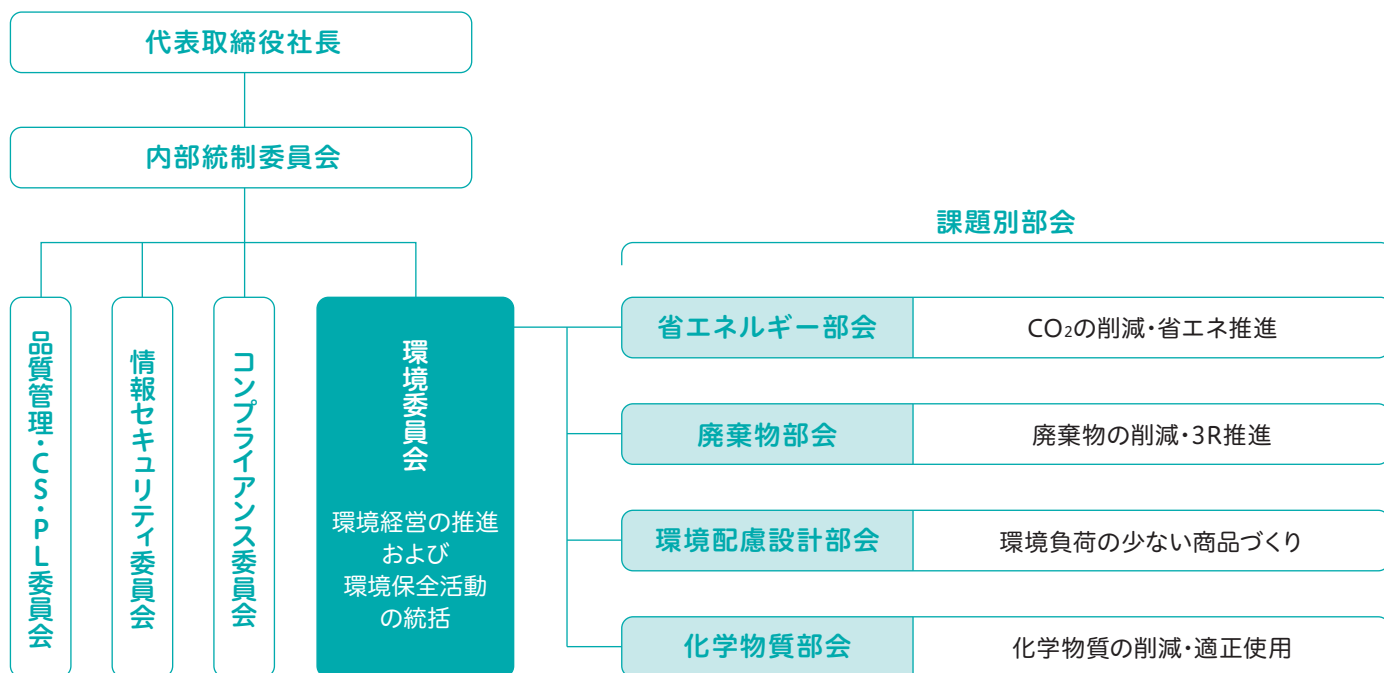 代表取締役社長
内部統制委員会
品質管理・CS・PL委員会
情報セキュリティ委員会
コンプライアンス委員会
環境委員会
環境経営の推進
および
環境保全活動
の統括
課題別部会
省エネルギー部会
CO₂の削減・省エネ推進
廃棄物部会
廃棄物の削減・3R推進
環境配慮設計部会
環境負荷の少ない商品づくり
化学物質部会
化学物質の削減・適正使用